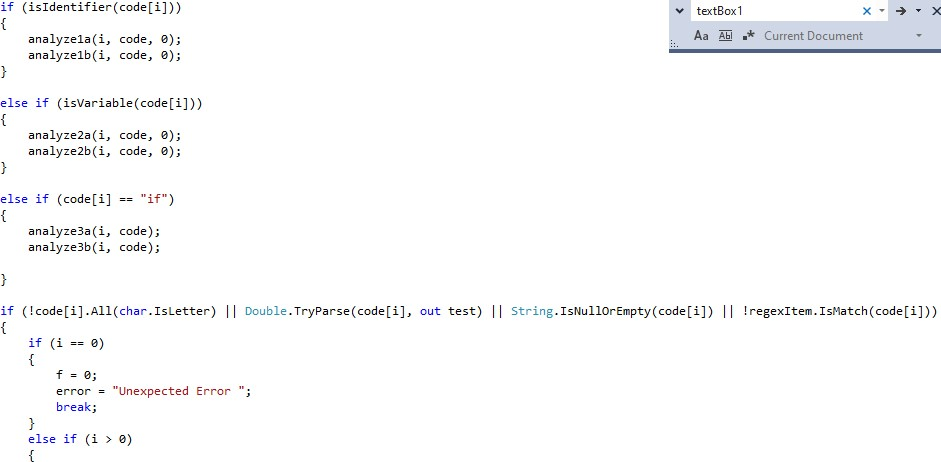 if (isIdentifier(code[i]))
{
    analyze1a(i, code, 0);
    analyze1b(i, code, 0);
}
else if (isVariable(code[i]))
{
    analyze2a(i, code, 0);
    analyze2b(i, code, 0);
}
else if (code[i] == "if")
{
    analyze3a(i, code);
    analyze3b(i, code);
}
if (!code[i].All(char.IsLetter) || Double.TryParse(code[i], out test) || String.IsNullOrEmpty(code[i]) || !regexItem.IsMatch(code[i]))
{
    if (i == 0)
    {
        f = 0;
        error = "Unexpected Error ";
        break;
    }
    else if (i > 0)
    {
textBox1
Aa Ab| .* Current Document